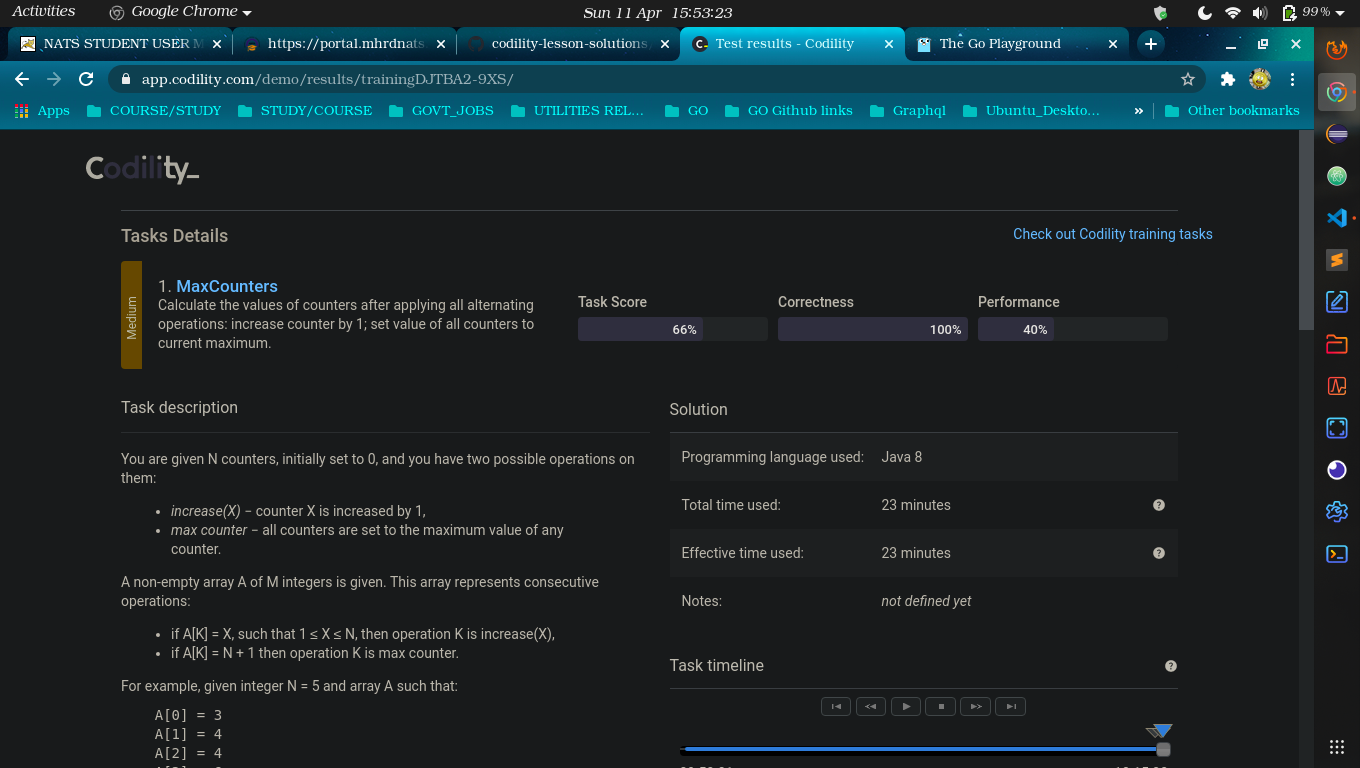 Activities
Google Chrome
Sun 11 Apr 15:53:23
99%
NATS STUDENT USER M
https://portal.mhrdnats
codility-lesson-solutions
Test results - Codility
The Go Playground
app.codility.com/demo/results/trainingDJTBA2-9XS/
Apps
COURSE/STUDY
STUDY/COURSE
GOVT_JOBS
UTILITIES REL...
GO
GO Github links
Graphql
Ubuntu_Deskto...
»
Other bookmarks
Codility_
Tasks Details
Check out Codility training tasks
Medium
1. MaxCounters
Calculate the values of counters after applying all alternating
operations: increase counter by 1; set value of all counters to
current maximum.
Task Score
66%
Correctness
100%
Performance
40%
Task description
You are given N counters, initially set to 0, and you have two possible operations on
them:
• increase(X) − counter X is increased by 1,
• max counter − all counters are set to the maximum value of any
counter.
A non-empty array A of M integers is given. This array represents consecutive
operations:
• if A[K] = X, such that 1 ≤ X ≤ N, then operation K is increase(X),
• if A[K] = N + 1 then operation K is max counter.
For example, given integer N = 5 and array A such that:
A[0] = 3
A[1] = 4
A[2] = 4
Solution
Programming language used: Java 8
Total time used: 23 minutes
Effective time used: 23 minutes
Notes: not defined yet
Task timeline